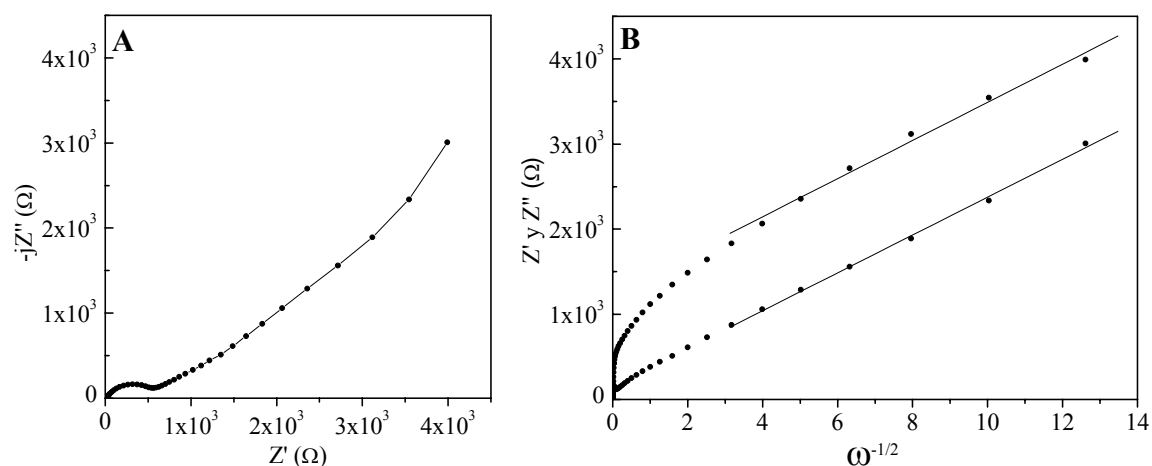 A
4x10³
3x10³
2x10³
1x10³
0
-jZ'' (Ω)
0 1x10³ 2x10³ 3x10³ 4x10³
Z' (Ω)
B
4x10³
3x10³
2x10³
1x10³
0
Z' y Z'' (Ω)
0 2 4 6 8 10 12 14
ω^-1/2